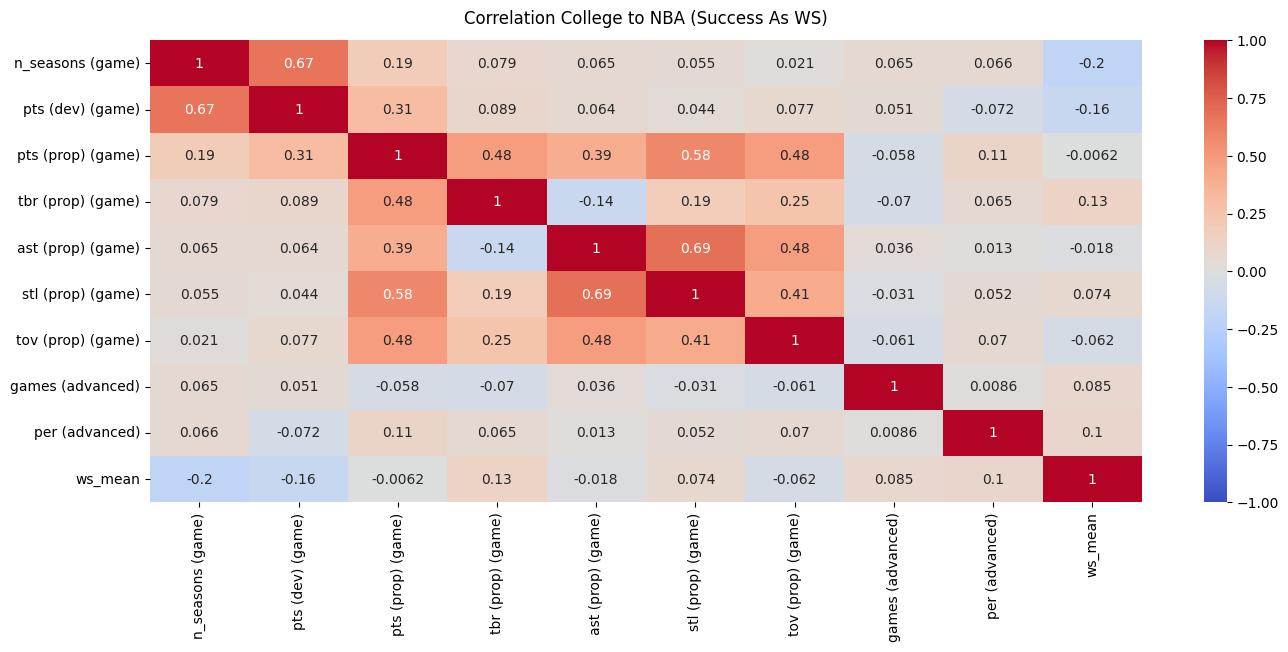 Correlation College to NBA (Success As WS)
n_seasons (game) 1 0.67 0.19 0.079 0.065 0.055 0.021 0.065 0.066 -0.2
pts (dev) (game) 0.67 1 0.31 0.089 0.064 0.044 0.077 0.051 -0.072 -0.16
pts (prop) (game) 0.19 0.31 1 0.48 0.39 0.58 0.48 -0.058 0.11 -0.0062
tbr (prop) (game) 0.079 0.089 0.48 1 -0.14 0.19 0.25 -0.07 0.065 0.13
ast (prop) (game) 0.065 0.064 0.39 -0.14 1 0.69 0.48 0.036 0.013 -0.018
stl (prop) (game) 0.055 0.044 0.58 0.19 0.69 1 0.41 -0.031 0.052 0.074
tov (prop) (game) 0.021 0.077 0.48 0.25 0.48 0.41 1 -0.061 0.07 -0.062
games (advanced) 0.065 0.051 -0.058 -0.07 0.036 -0.031 -0.061 1 0.0086 0.085
per (advanced) 0.066 -0.072 0.11 0.065 0.013 0.052 0.07 0.0086 1 0.1
ws_mean -0.2 -0.16 -0.0062 0.13 -0.018 0.074 -0.062 0.085 0.1 1
n_seasons (game)
pts (dev) (game)
pts (prop) (game)
tbr (prop) (game)
ast (prop) (game)
stl (prop) (game)
tov (prop) (game)
games (advanced)
per (advanced)
ws_mean
1.00
0.75
0.50
0.25
0.00
−0.25
−0.50
−0.75
−1.00